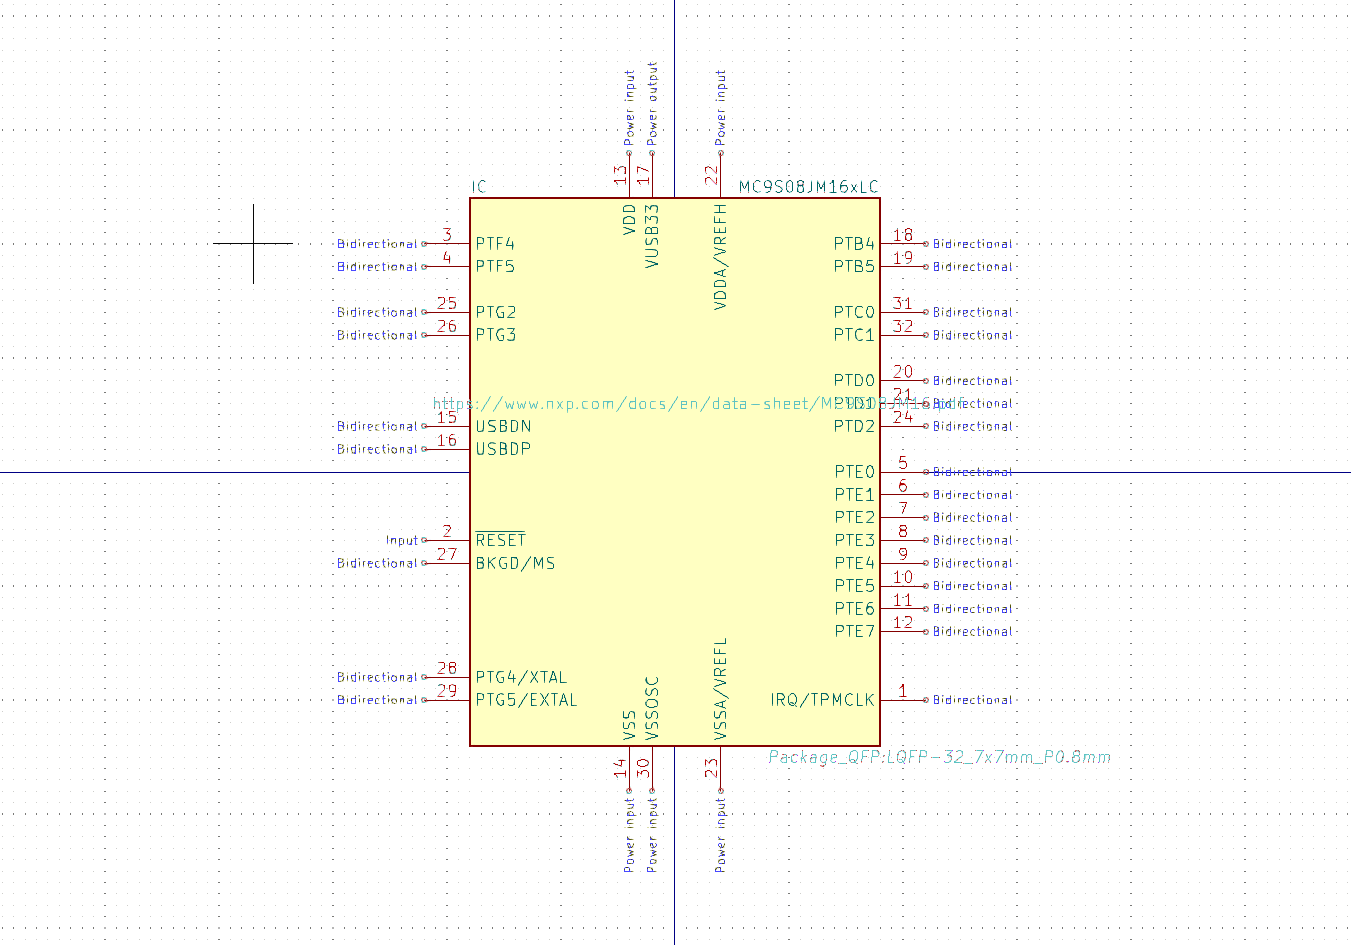 Power input
Power output
Power input
13
17
22
IC
MC9S08JM16xLC
VDD
VUSB33
VDDA/VREFH
Bidirectional 3 PTF4
PTB4 18 Bidirectional
Bidirectional 4 PTF5
PTB5 19 Bidirectional
Bidirectional 25 PTG2
PTC0 31 Bidirectional
Bidirectional 26 PTG3
PTC1 32 Bidirectional
PTD0 20 Bidirectional
https://www.nxp.com/docs/en/data-sheet/MC9S08JM16.pdf
PTD1 21 Bidirectional
Bidirectional 15 USBDN
PTD2 24 Bidirectional
Bidirectional 16 USBDP
PTE0 5 Bidirectional
PTE1 6 Bidirectional
PTE2 7 Bidirectional
Input 2 RESET
PTE3 8 Bidirectional
Bidirectional 27 BKGD/MS
PTE4 9 Bidirectional
PTE5 10 Bidirectional
PTE6 11 Bidirectional
PTE7 12 Bidirectional
Bidirectional 28 PTG4/XTAL
Bidirectional 29 PTG5/EXTAL
IRQ/TPMCLK 1 Bidirectional
VSS
VSSOSC
VSSA/VREFL
Package_QFP:LQFP-32_7x7mm_P0.8mm
14
30
23
Power input
Power input
Power input